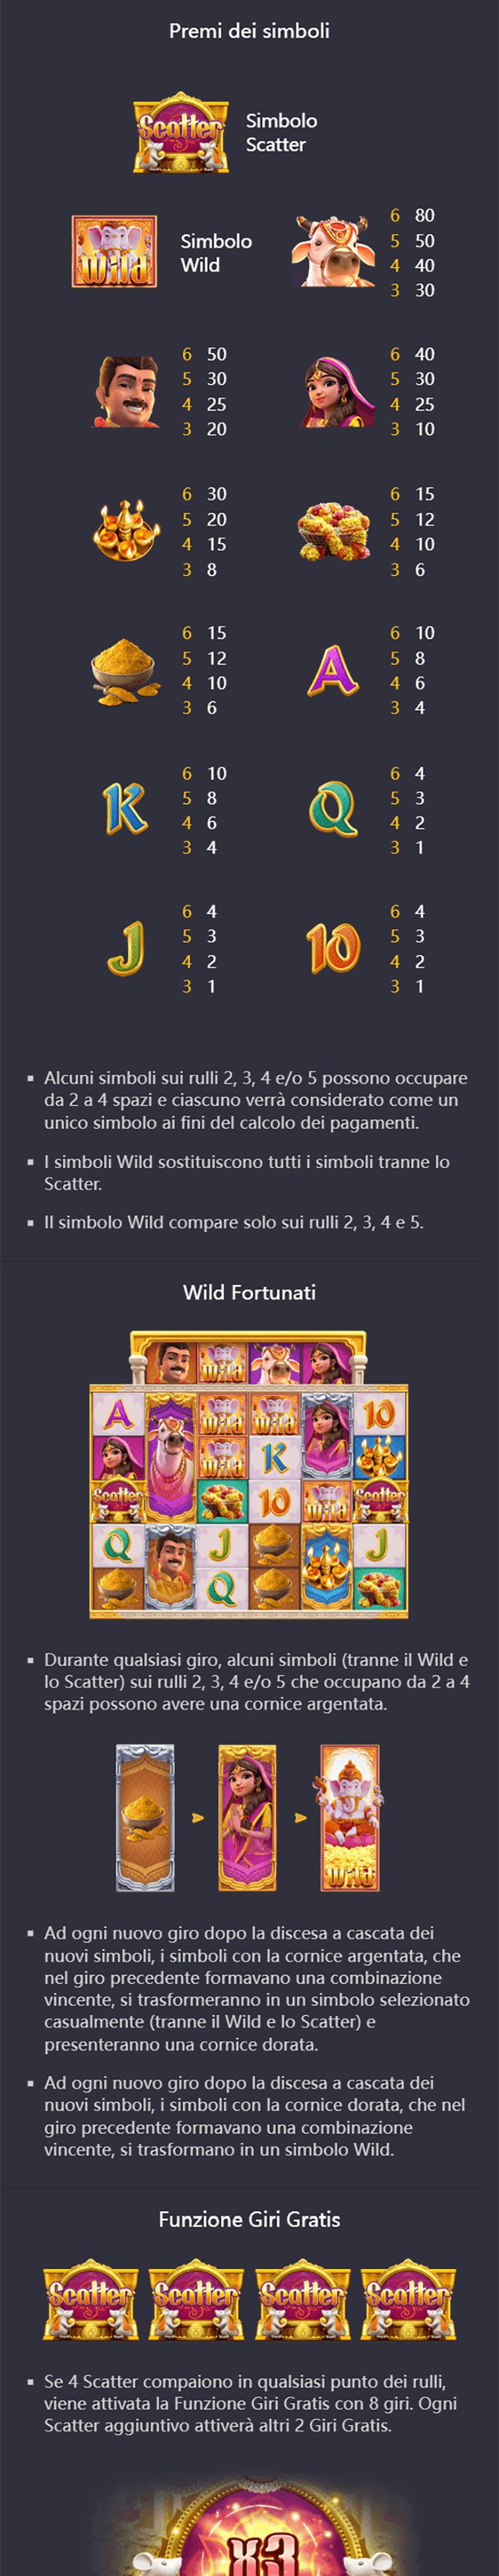 Premi dei simboli
Scatter
Simbolo
Scatter
Wild
Simbolo
Wild
6 80
5 50
4 40
3 30
6 50
5 30
4 25
3 20
6 40
5 30
4 25
3 10
6 30
5 20
4 15
3 8
6 15
5 12
4 10
3 6
6 15
5 12
4 10
3 6
A
6 10
5 8
6 4
3 4
K
6 10
5 8
4 6
3 4
Q
6 4
5 3
4 2
3 1
J
6 4
5 3
4 2
3 1
10
6 4
5 3
4 2
3 1
▪ Alcuni simboli sui rulli 2, 3, 4 e/o 5 possono occupare
da 2 a 4 spazi e ciascuno verrà considerato come un
unico simbolo ai fini del calcolo dei pagamenti.
▪ I simboli Wild sostituiscono tutti i simboli tranne lo
Scatter.
▪ Il simbolo Wild compare solo sui rulli 2, 3, 4 e 5.
Wild Fortunati
Wild
A Wild Wild 10
Wild K
Scatter 10 Wild Scatter
Q J J
Q
▪ Durante qualsiasi giro, alcuni simboli (tranne il Wild e
lo Scatter) sui rulli 2, 3, 4 e/o 5 che occupano da 2 a 4
spazi possono avere una cornice argentata.
Wild
▪ Ad ogni nuovo giro dopo la discesa a cascata dei
nuovi simboli, i simboli con la cornice argentata, che
nel giro precedente formavano una combinazione
vincente, si trasformeranno in un simbolo selezionato
casualmente (tranne il Wild e lo Scatter) e
presenteranno una cornice dorata.
▪ Ad ogni nuovo giro dopo la discesa a cascata dei
nuovi simboli, i simboli con la cornice dorata, che nel
giro precedente formavano una combinazione
vincente, si trasformano in un simbolo Wild.
Funzione Giri Gratis
Scatter Scatter Scatter Scatter
▪ Se 4 Scatter compaiono in qualsiasi punto dei rulli,
viene attivata la Funzione Giri Gratis con 8 giri. Ogni
Scatter aggiuntivo attiverà altri 2 Giri Gratis.
x3